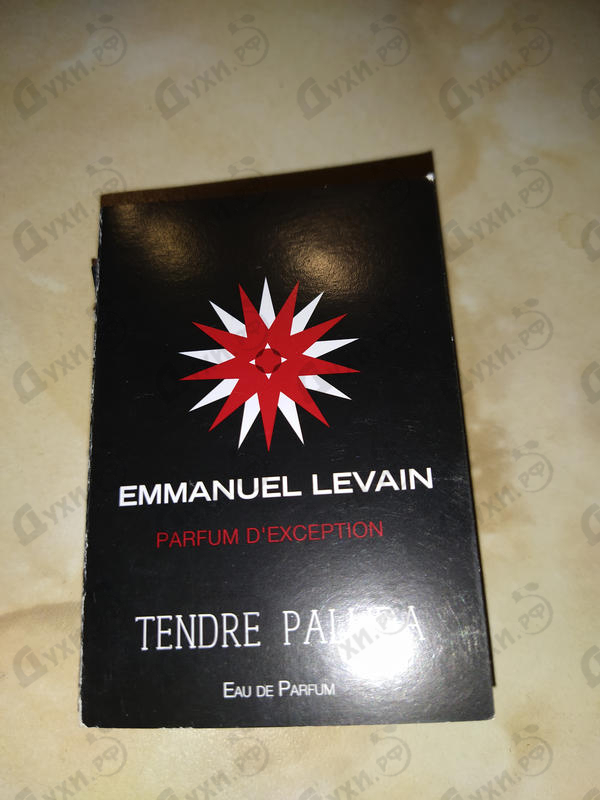 EMMANUEL LEVAIN
PARFUM D'EXCEPTION
TENDRE
EAU DE PARFUM
Духи.рф